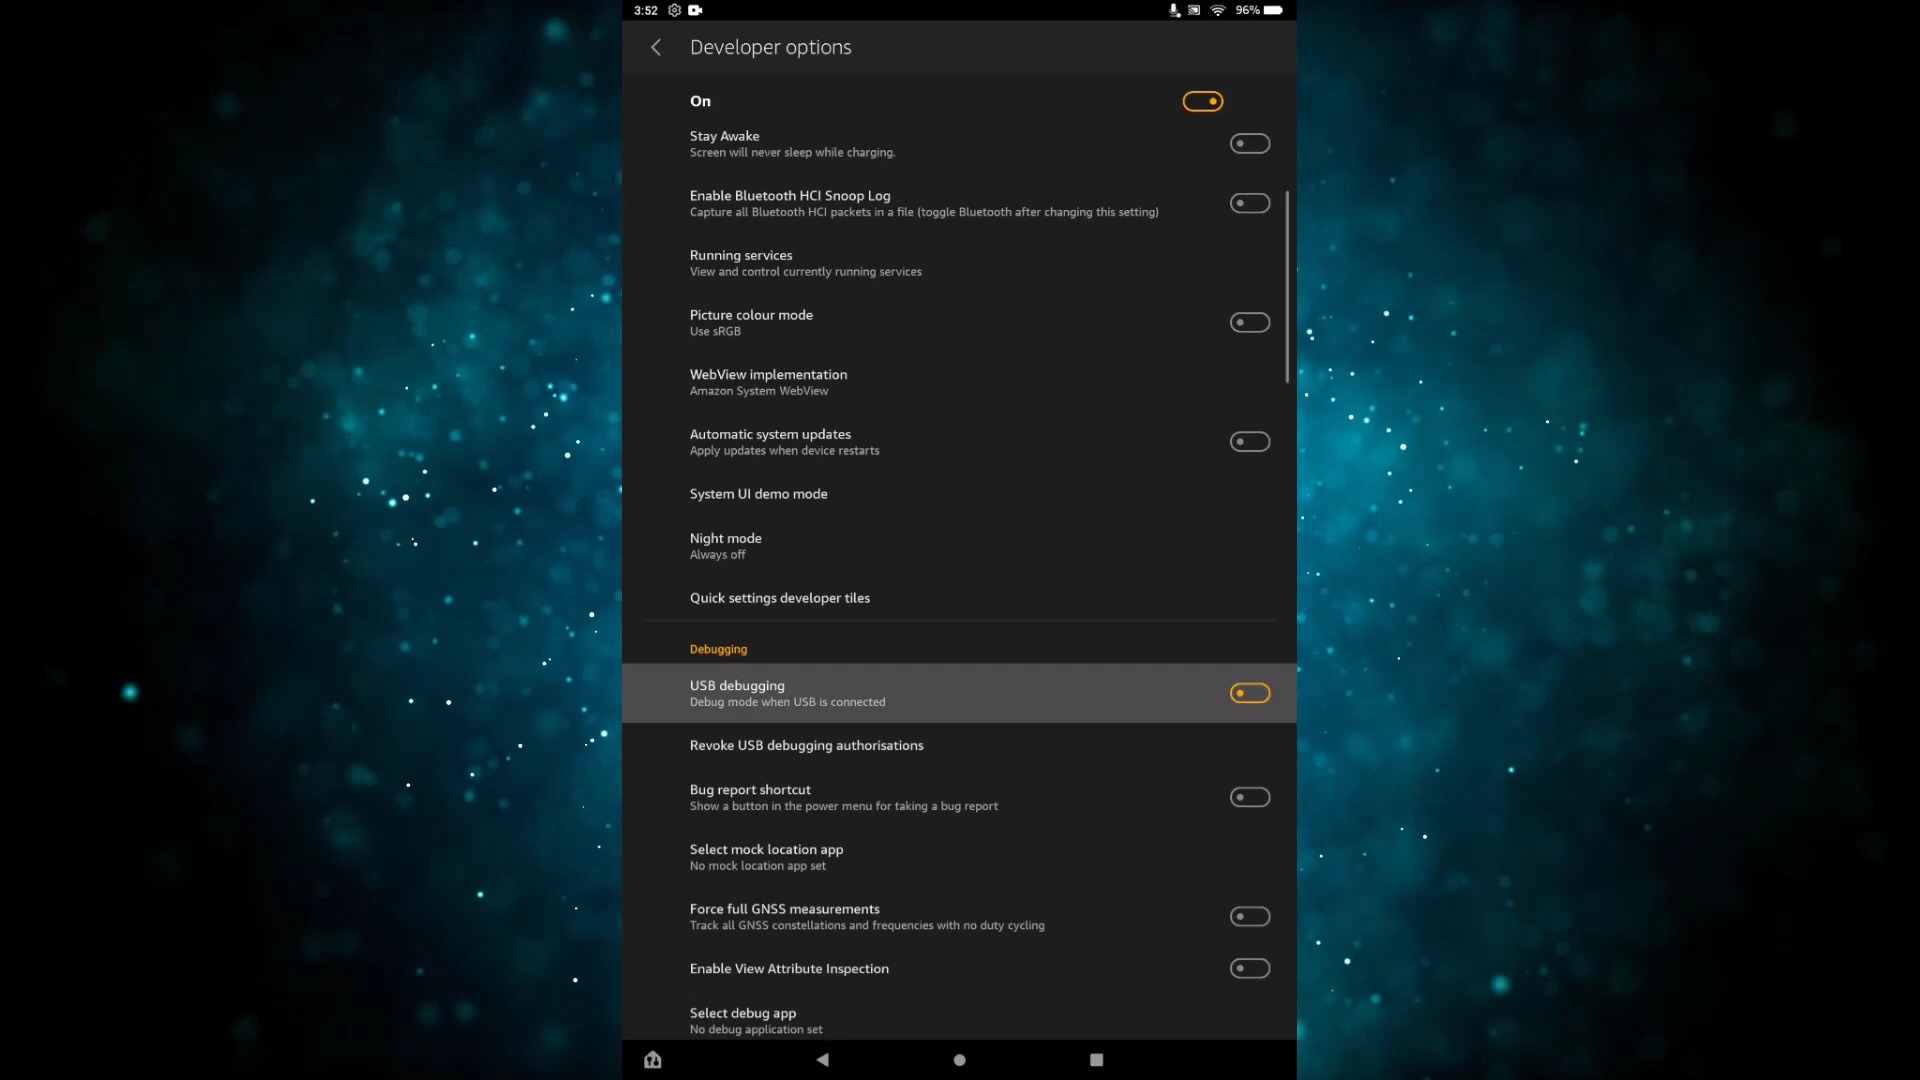 3:52
96%
Developer options
On
Stay Awake
Screen will never sleep while charging.
Enable Bluetooth HCI Snoop Log
Capture all Bluetooth HCI packets in a file (toggle Bluetooth after changing this setting)
Running services
View and control currently running services
Picture colour mode
Use sRGB
WebView implementation
Amazon System WebView
Automatic system updates
Apply updates when device restarts
System UI demo mode
Night mode
Always off
Quick settings developer tiles
Debugging
USB debugging
Debug mode when USB is connected
Revoke USB debugging authorisations
Bug report shortcut
Show a button in the power menu for taking a bug report
Select mock location app
No mock location app set
Force full GNSS measurements
Track all GNSS constellations and frequencies with no duty cycling
Enable View Attribute Inspection
Select debug app
No debug application set